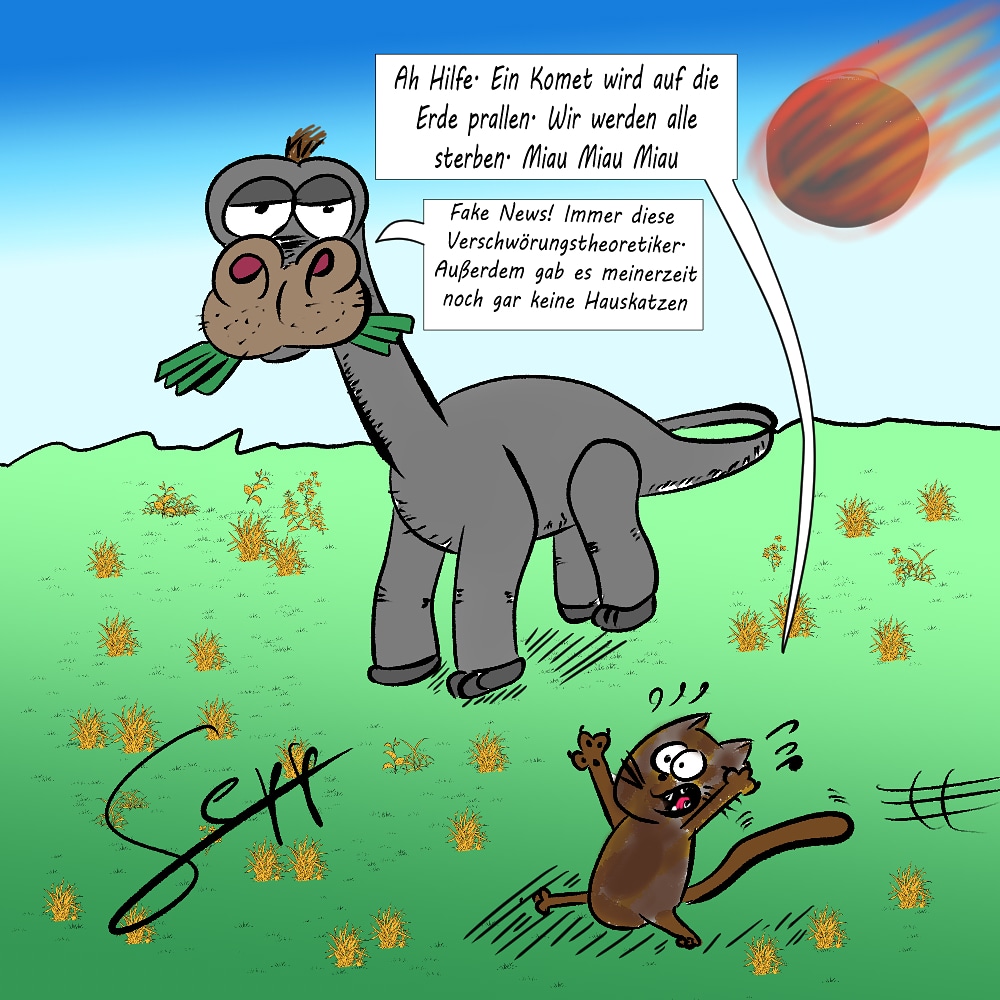 Ah Hilfe. Ein Komet wird auf die
Erde prallen. Wir werden alle
sterben. Miau Miau Miau
Fake News! Immer diese
Verschwörungstheoretiker.
Außerdem gab es meinerzeit
noch gar keine Hauskatzen